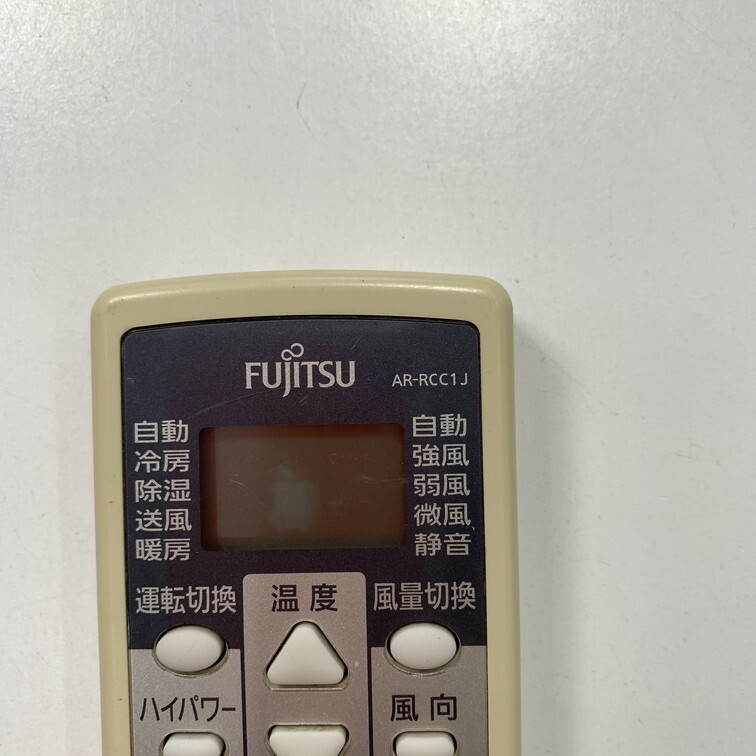 FUJITSU AR-RCC1J
自動 自動
冷房 強風
除湿 弱風
送風 微風
暖房 静音
運転切換 温度 風量切換
ハイパワー 風向